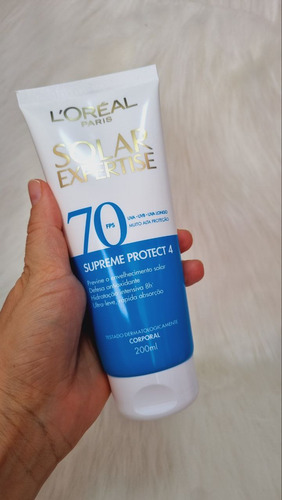 L'ORÉAL
PARIS
SOLAR
EXPERTISE
70
FPS
UVA - UVB - UVA LONGO
MUITO ALTA PROTEÇÃO
SUPREME PROTECT 4
Previne o envelhecimento solar
Defesa antioxidante
Hidratação intensiva 8h
Ultra leve, rápida absorção
TESTADO DERMATOLOGICAMENTE
CORPORAL
200ml